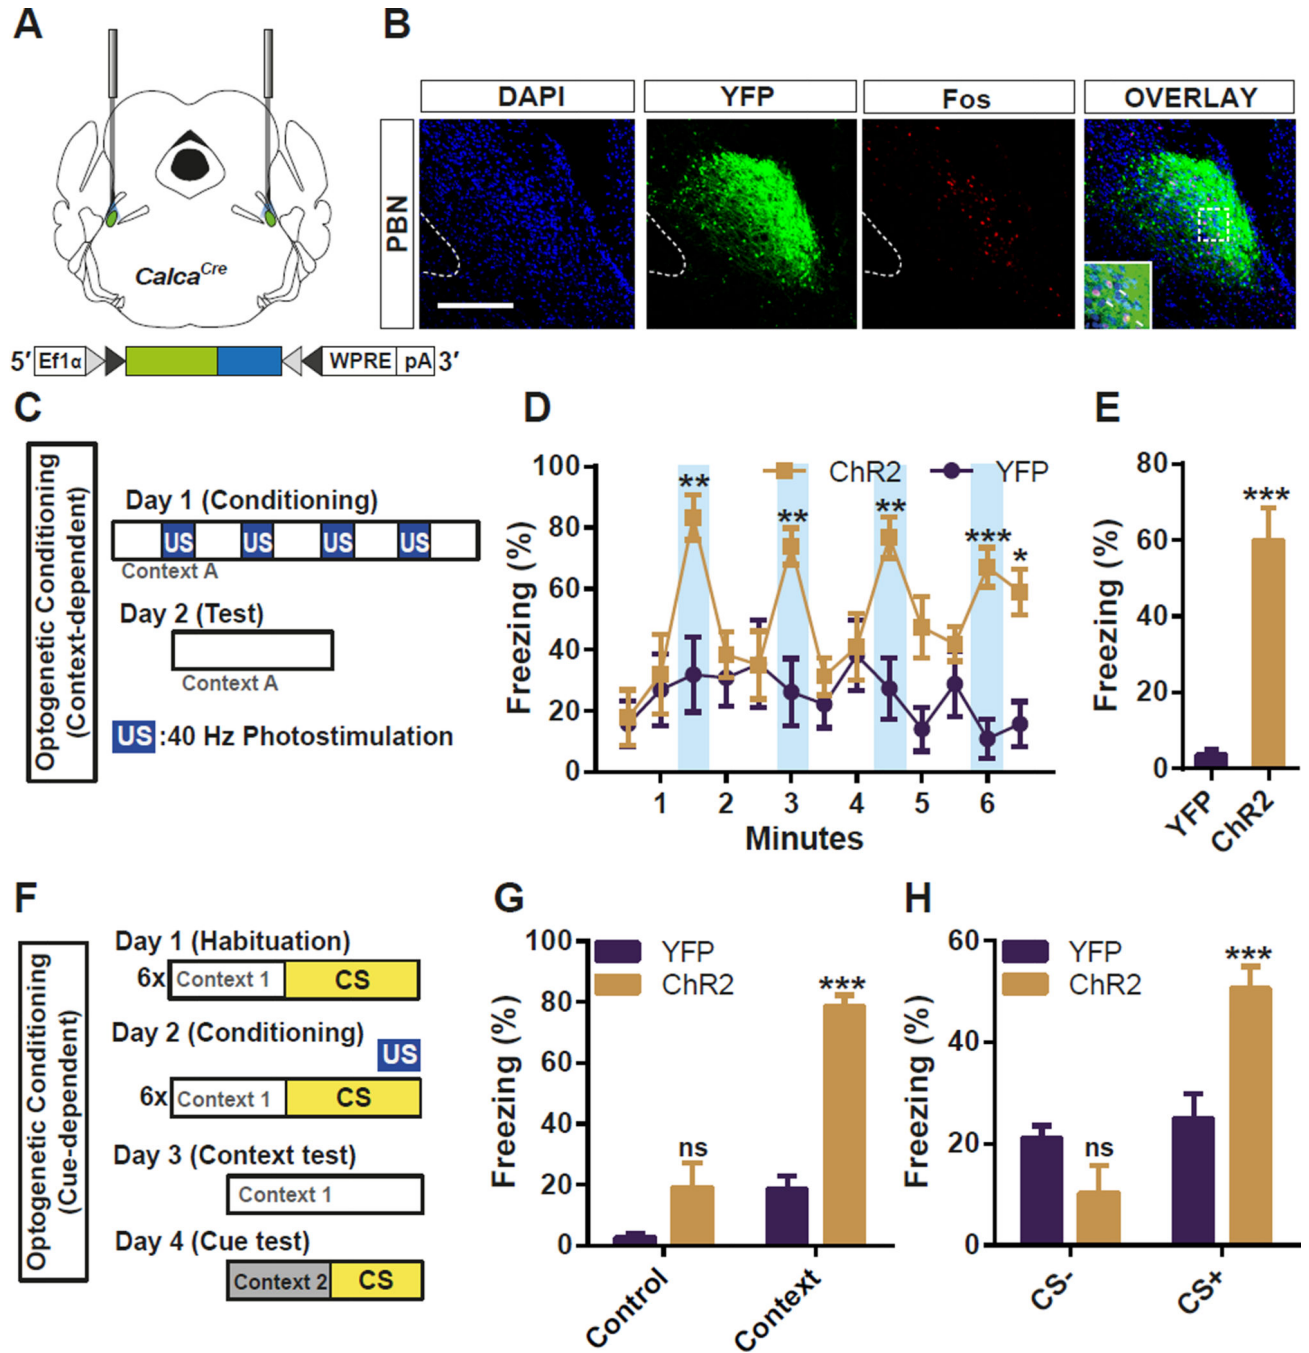 A
B
DAPI
YFP
Fos
OVERLAY
PBN
Calca^Cre
5′ Ef1α WPRE pA 3′
C
Optogenetic Conditioning
(Context-dependent)
Day 1 (Conditioning)
US US US US
Context A
Day 2 (Test)
Context A
US :40 Hz Photostimulation
D
ChR2 YFP
Freezing (%)
100
80
60
40
20
0
** ** ** *** *
1 2 3 4 5 6
Minutes
E
Freezing (%)
80
60
40
20
0
***
YFP
ChR2
F
Optogenetic Conditioning
(Cue-dependent)
Day 1 (Habituation)
6x Context 1 CS
Day 2 (Conditioning)
US
6x Context 1 CS
Day 3 (Context test)
Context 1
Day 4 (Cue test)
Context 2 CS
G
YFP
ChR2
Freezing (%)
100
80
60
40
20
0
ns
***
Control
Context
H
YFP
ChR2
Freezing (%)
60
40
20
0
ns
***
CS-
CS+